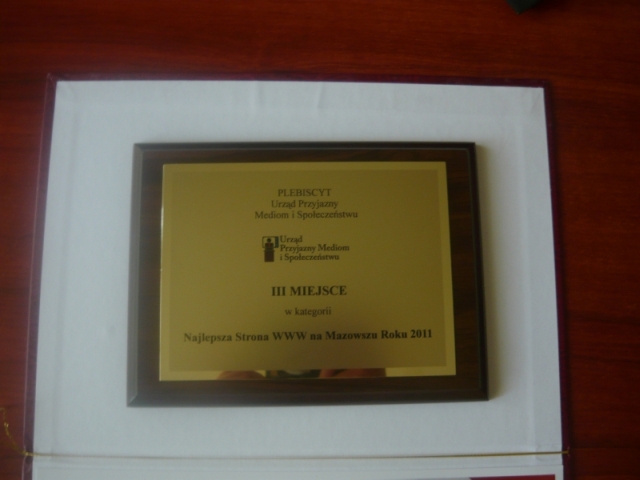 PLEBISCYT
Urząd Przyjazny
Mediom i Społeczeństwu
Urząd
Przyjazny Mediom
i Społeczeństwu
III MIEJSCE
w kategorii
Najlepsza Strona WWW na Mazowszu Roku 2011